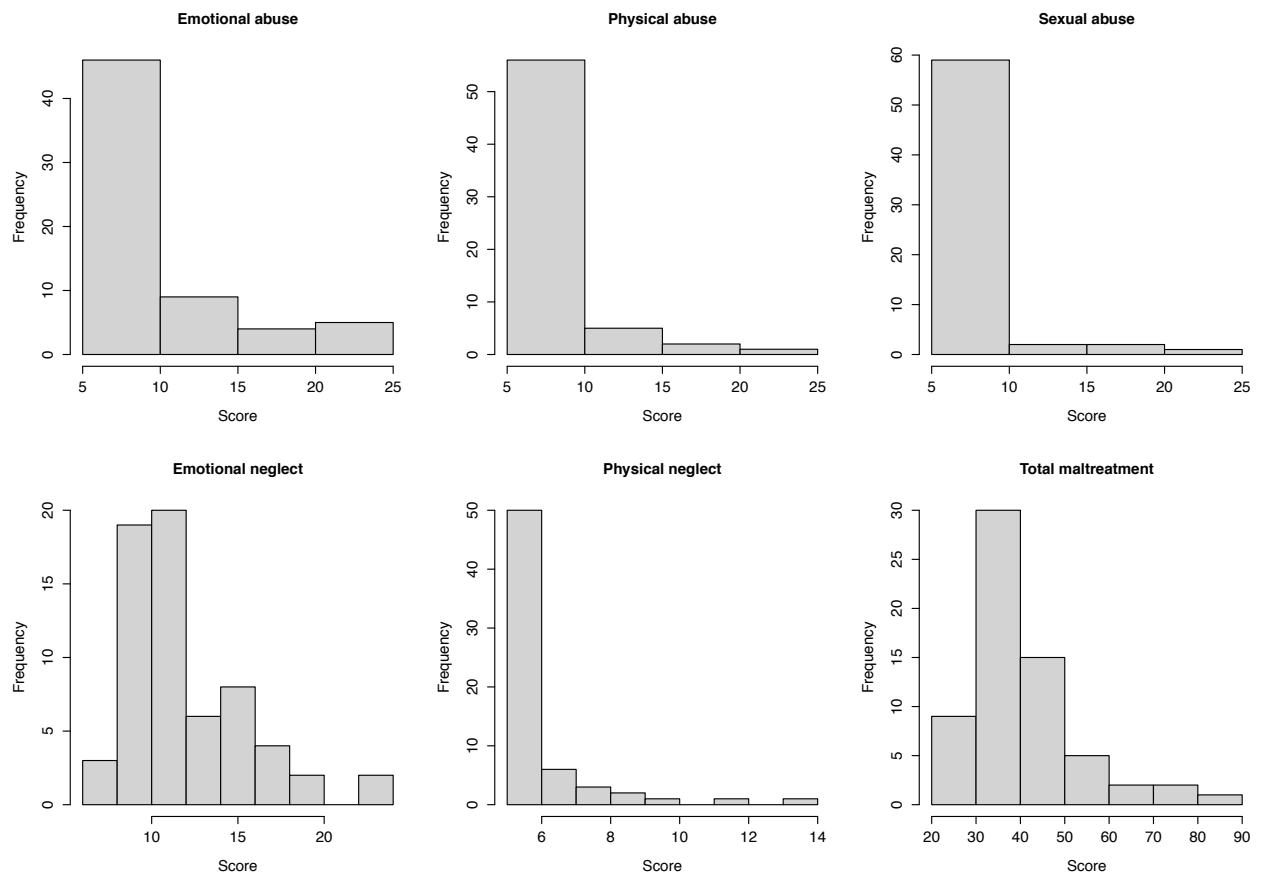 Emotional abuse
Frequency
40
30
20
10
0
5 10 15 20 25
Score
Physical abuse
Frequency
50
40
30
20
10
0
5 10 15 20 25
Score
Sexual abuse
Frequency
60
50
40
30
20
10
0
5 10 15 20 25
Score
Emotional neglect
Frequency
20
15
10
5
0
10 15 20
Score
Physical neglect
Frequency
50
40
30
20
10
0
6 8 10 12 14
Score
Total maltreatment
Frequency
30
25
20
15
10
5
0
20 30 40 50 60 70 80 90
Score